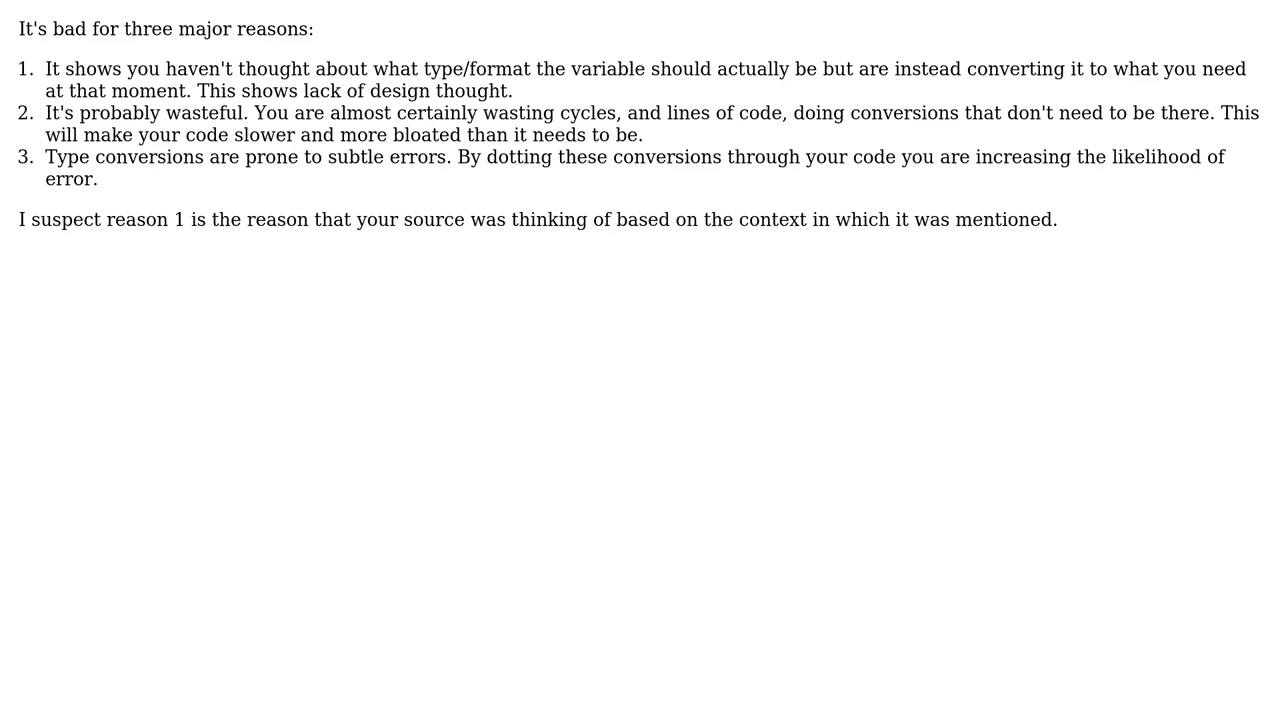 It's bad for three major reasons:
1. It shows you haven't thought about what type/format the variable should actually be but are instead converting it to what you need
at that moment. This shows lack of design thought.
2. It's probably wasteful. You are almost certainly wasting cycles, and lines of code, doing conversions that don't need to be there. This
will make your code slower and more bloated than it needs to be.
3. Type conversions are prone to subtle errors. By dotting these conversions through your code you are increasing the likelihood of
error.
I suspect reason 1 is the reason that your source was thinking of based on the context in which it was mentioned.